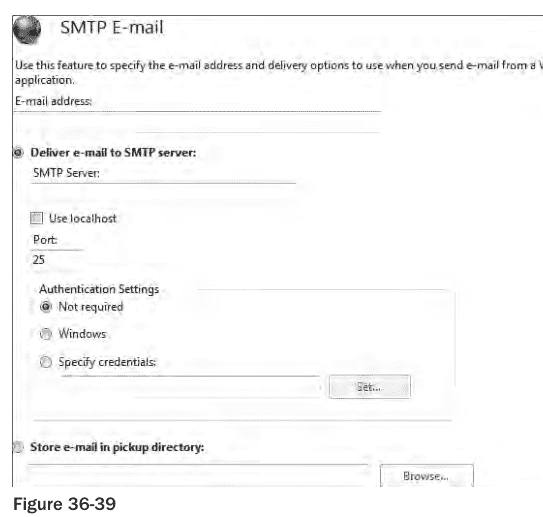 SMTP E-mail
Use this feature to specify the e-mail address and delivery options to use when you send e-mail from a
application.
E-mail address:
Deliver e-mail to SMTP server:
SMTP Server:
Use localhost
Port:
25
Authentication Settings
Not required
Windows
Specify credentials:
Set...
Store e-mail in pickup directory:
Browse...
Figure 36-39